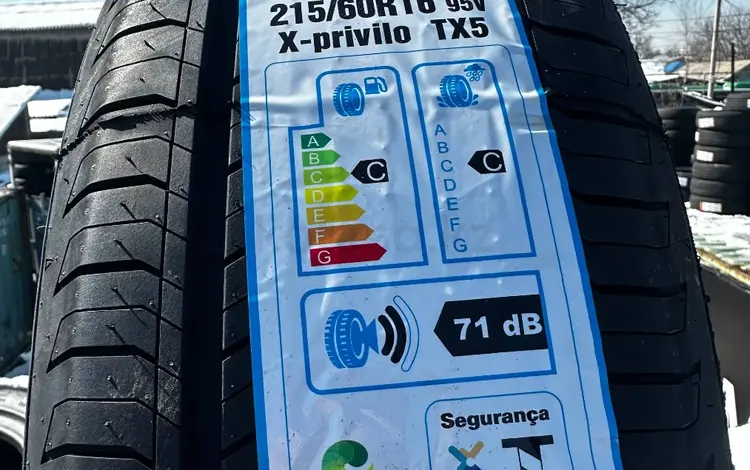 215/60R16 95V
X-privilo TX5
A
B
C
D
E
F
G
C
A
B
C
D
E
F
G
C
71 dB
Segurança